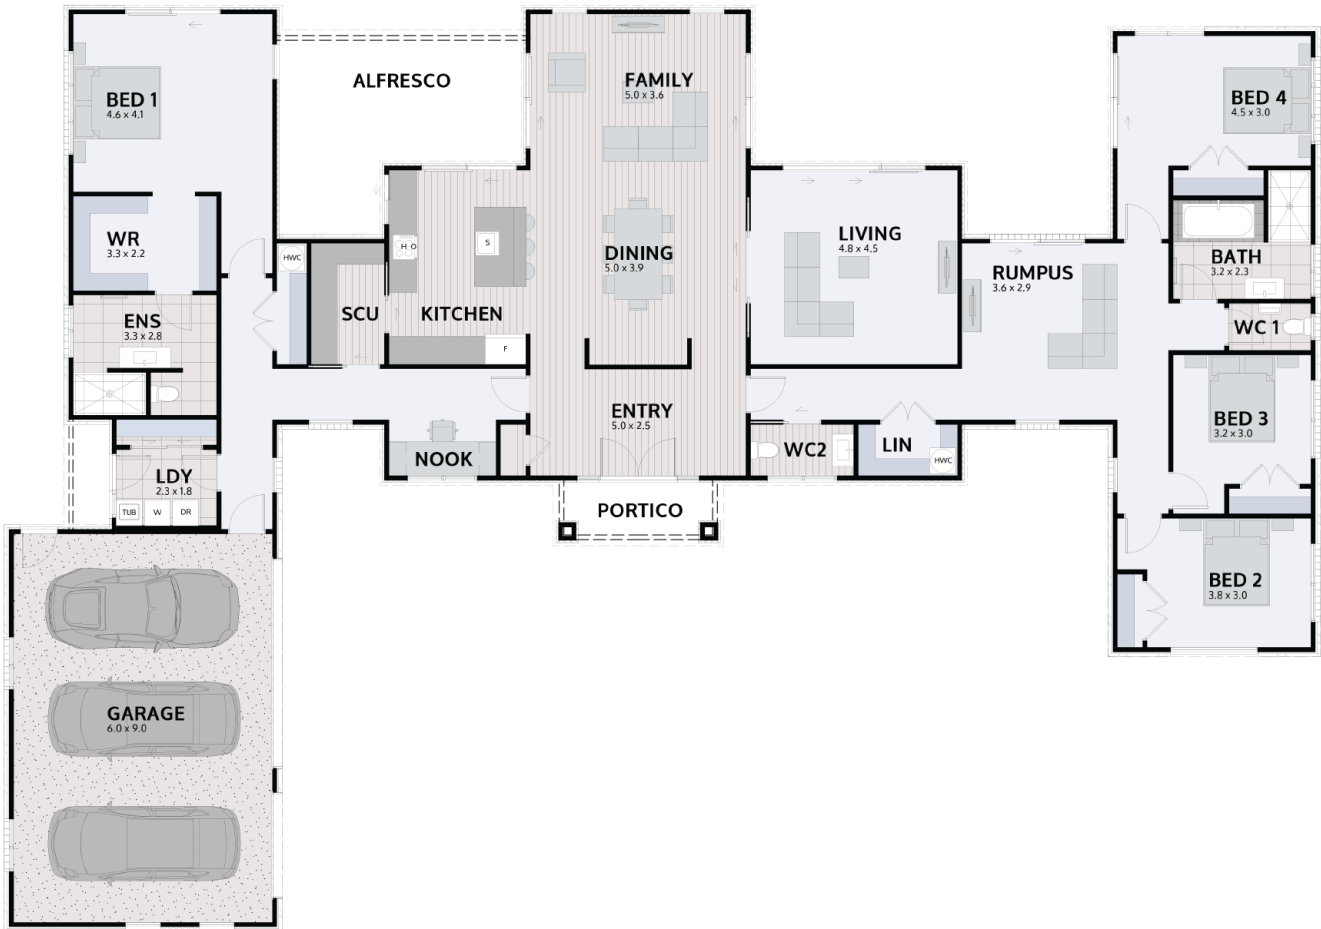 BED 1
4.6 x 4.1
ALFRESCO
FAMILY
5.0 x 3.6
BED 4
4.5 x 3.0
WR
3.3 x 2.2
HWC
H O
S
DINING
5.0 x 3.9
LIVING
4.8 x 4.5
RUMPUS
3.6 x 2.9
BATH
3.2 x 2.3
ENS
3.3 x 2.8
SCU
KITCHEN
F
WC 1
ENTRY
5.0 x 2.5
BED 3
3.2 x 3.0
NOOK
WC2
LIN
HWC
LDY
2.3 x 1.8
TUB
W
DR
PORTICO
BED 2
3.8 x 3.0
GARAGE
6.0 x 9.0